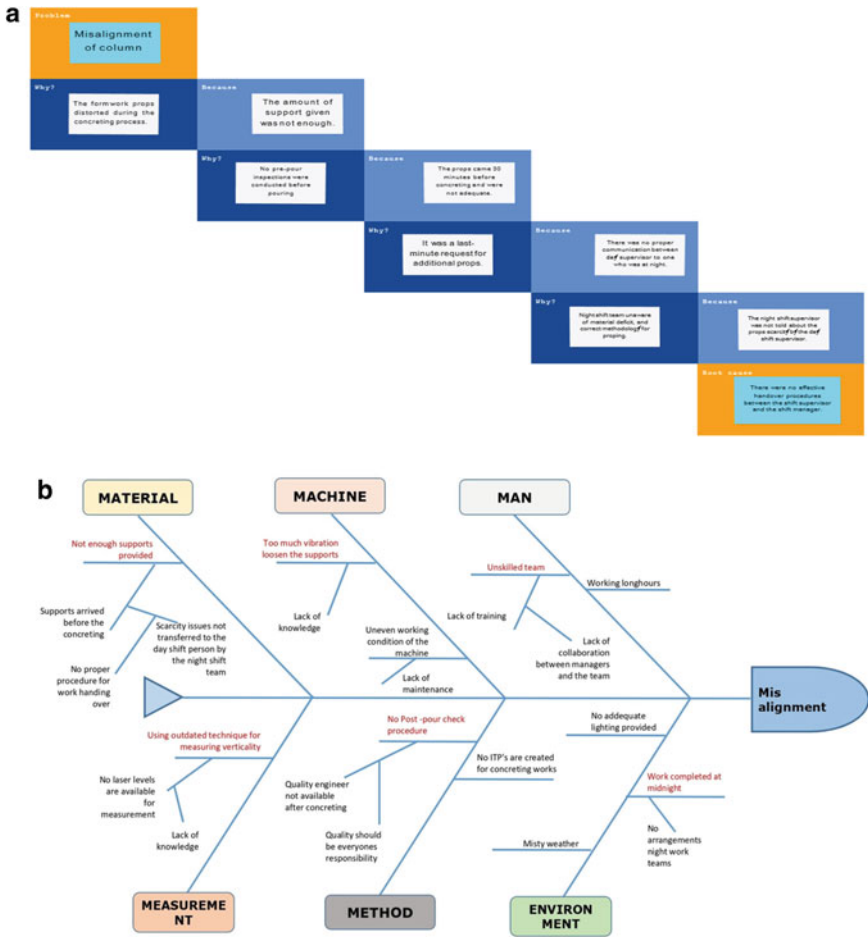 a
Problem
Misalignment
of column
Why?
The formwork props
distorted during the
concreting process.
Because
The amount of
support given
was not enough.
Why?
No pre-pour
inspections were
conducted before
pouring
Because
The props came 30
minutes before
concreting and were
not adequate.
Why?
It was a last-
minute request for
additional props.
Because
There was no proper
communication between
day supervisor to one
who was at night.
Why?
Night shift team unaware
of material deficit, and
correct methodology for
proping.
Because
The night shift supervisor
was not told about the
props scarcity by the day
shift supervisor.
Root cause
There were no effective
handover procedures
between the shift supervisor
and the shift manager.
b
MATERIAL
MACHINE
MAN
Not enough supports
provided
Supports arrived
before the
concreting
Scarcity issues not
transferred to the
day shift person by
the night shift
team
No proper
procedure for
work handing
over
Too much vibration
loosen the supports
Lack of
knowledge
Uneven working
condition of the
machine
Lack of
maintenance
Unskilled team
Working longhours
Lack of training
Lack of
collaboration
between managers
and the team
Mis
alignment
Using outdated technique for
measuring verticality
No laser levels
are available
for
measurement
Lack of
knowledge
No Post -pour check
procedure
Quality engineer
not available
after concreting
Quality should
be everyones
responsibility
No ITP's are created
for concreting works
No addequate
lighting provided
Work completed at
midnight
No
arrangements
night work
teams
Misty weather
MEASUREME
NT
METHOD
ENVIRON
MENT